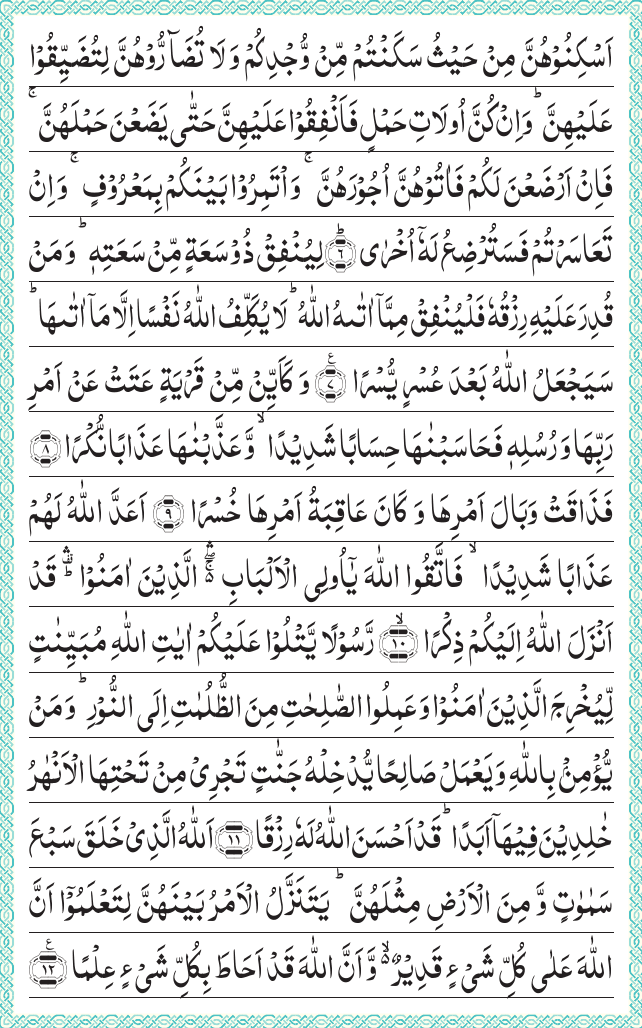 اَسۡكِنُوۡهُنَّ مِنۡ حَيۡثُ سَكَنۡتُمۡ مِّنۡ وُّجۡدِكُمۡ وَلَا تُضَآرُّوۡهُنَّ لِتُضَيِّقُوۡا
عَلَيۡهِنَّ ؕ وَاِنۡ كُنَّ اُولَاتِ حَمۡلٍ فَاَنۡفِقُوۡا عَلَيۡهِنَّ حَتّٰى يَضَعۡنَ حَمۡلَهُنَّ ۚ
فَاِنۡ اَرۡضَعۡنَ لَكُمۡ فَاٰتُوۡهُنَّ اُجُوۡرَهُنَّ ۚ وَاۡتَمِرُوۡا بَيۡنَكُمۡ بِمَعۡرُوۡفٍ ۚ وَاِنۡ
تَعَاسَرۡتُمۡ فَسَتُرۡضِعُ لَهٗۤ اُخۡرٰى ؕ‏﴿۶﴾ لِيُنۡفِقۡ ذُوۡ سَعَةٍ مِّنۡ سَعَتِهٖ ؕ وَمَنۡ
قُدِرَ عَلَيۡهِ رِزۡقُهٗ فَلۡيُنۡفِقۡ مِمَّاۤ اٰتٰٮهُ اللّٰهُ ؕ لَا يُكَلِّفُ اللّٰهُ نَفۡسًا اِلَّا مَاۤ اٰتٰٮهَا ؕ
سَيَجۡعَلُ اللّٰهُ بَعۡدَ عُسۡرٍ يُّسۡرًا ﴿۷﴾ ع وَكَاَيِّنۡ مِّنۡ قَرۡيَةٍ عَتَتۡ عَنۡ اَمۡرِ
رَبِّهَا وَرُسُلِهٖ فَحَاسَبۡنٰهَا حِسَابًا شَدِيۡدًا ۙ وَّعَذَّبۡنٰهَا عَذَابًا نُّكۡرًا ﴿۸﴾
فَذَاقَتۡ وَبَالَ اَمۡرِهَا وَكَانَ عَاقِبَةُ اَمۡرِهَا خُسۡرًا ﴿۹﴾ اَعَدَّ اللّٰهُ لَهُمۡ
عَذَابًا شَدِيۡدًا ۙ فَاتَّقُوا اللّٰهَ يٰۤاُولِى الۡاَلۡبَابِ ۛ ۖۚ الَّذِيۡنَ اٰمَنُوۡا ؕ ۛ قَدۡ
اَنۡزَلَ اللّٰهُ اِلَيۡكُمۡ ذِكۡرًا ۙ‏﴿۱۰﴾ رَّسُوۡلًا يَّتۡلُوۡا عَلَيۡكُمۡ اٰيٰتِ اللّٰهِ مُبَيِّنٰتٍ
لِّيُخۡرِجَ الَّذِيۡنَ اٰمَنُوۡا وَعَمِلُوا الصّٰلِحٰتِ مِنَ الظُّلُمٰتِ اِلَى النُّوۡرِ ؕ وَمَنۡ
يُّؤۡمِنۡۢ بِاللّٰهِ وَيَعۡمَلۡ صَالِحًا يُّدۡخِلۡهُ جَنّٰتٍ تَجۡرِىۡ مِنۡ تَحۡتِهَا الۡاَنۡهٰرُ
خٰلِدِيۡنَ فِيۡهَاۤ اَبَدًا ؕ قَدۡ اَحۡسَنَ اللّٰهُ لَهٗ رِزۡقًا ﴿۱۱﴾ اَللّٰهُ الَّذِىۡ خَلَقَ سَبۡعَ
سَمٰوٰتٍ وَّمِنَ الۡاَرۡضِ مِثۡلَهُنَّ ؕ يَتَنَزَّلُ الۡاَمۡرُ بَيۡنَهُنَّ لِتَعۡلَمُوۡۤا اَنَّ
اللّٰهَ عَلٰى كُلِّ شَىۡءٍ قَدِيۡرٌ ۙ وَّاَنَّ اللّٰهَ قَدۡ اَحَاطَ بِكُلِّ شَىۡءٍ عِلۡمًا ﴿۱۲﴾ ع